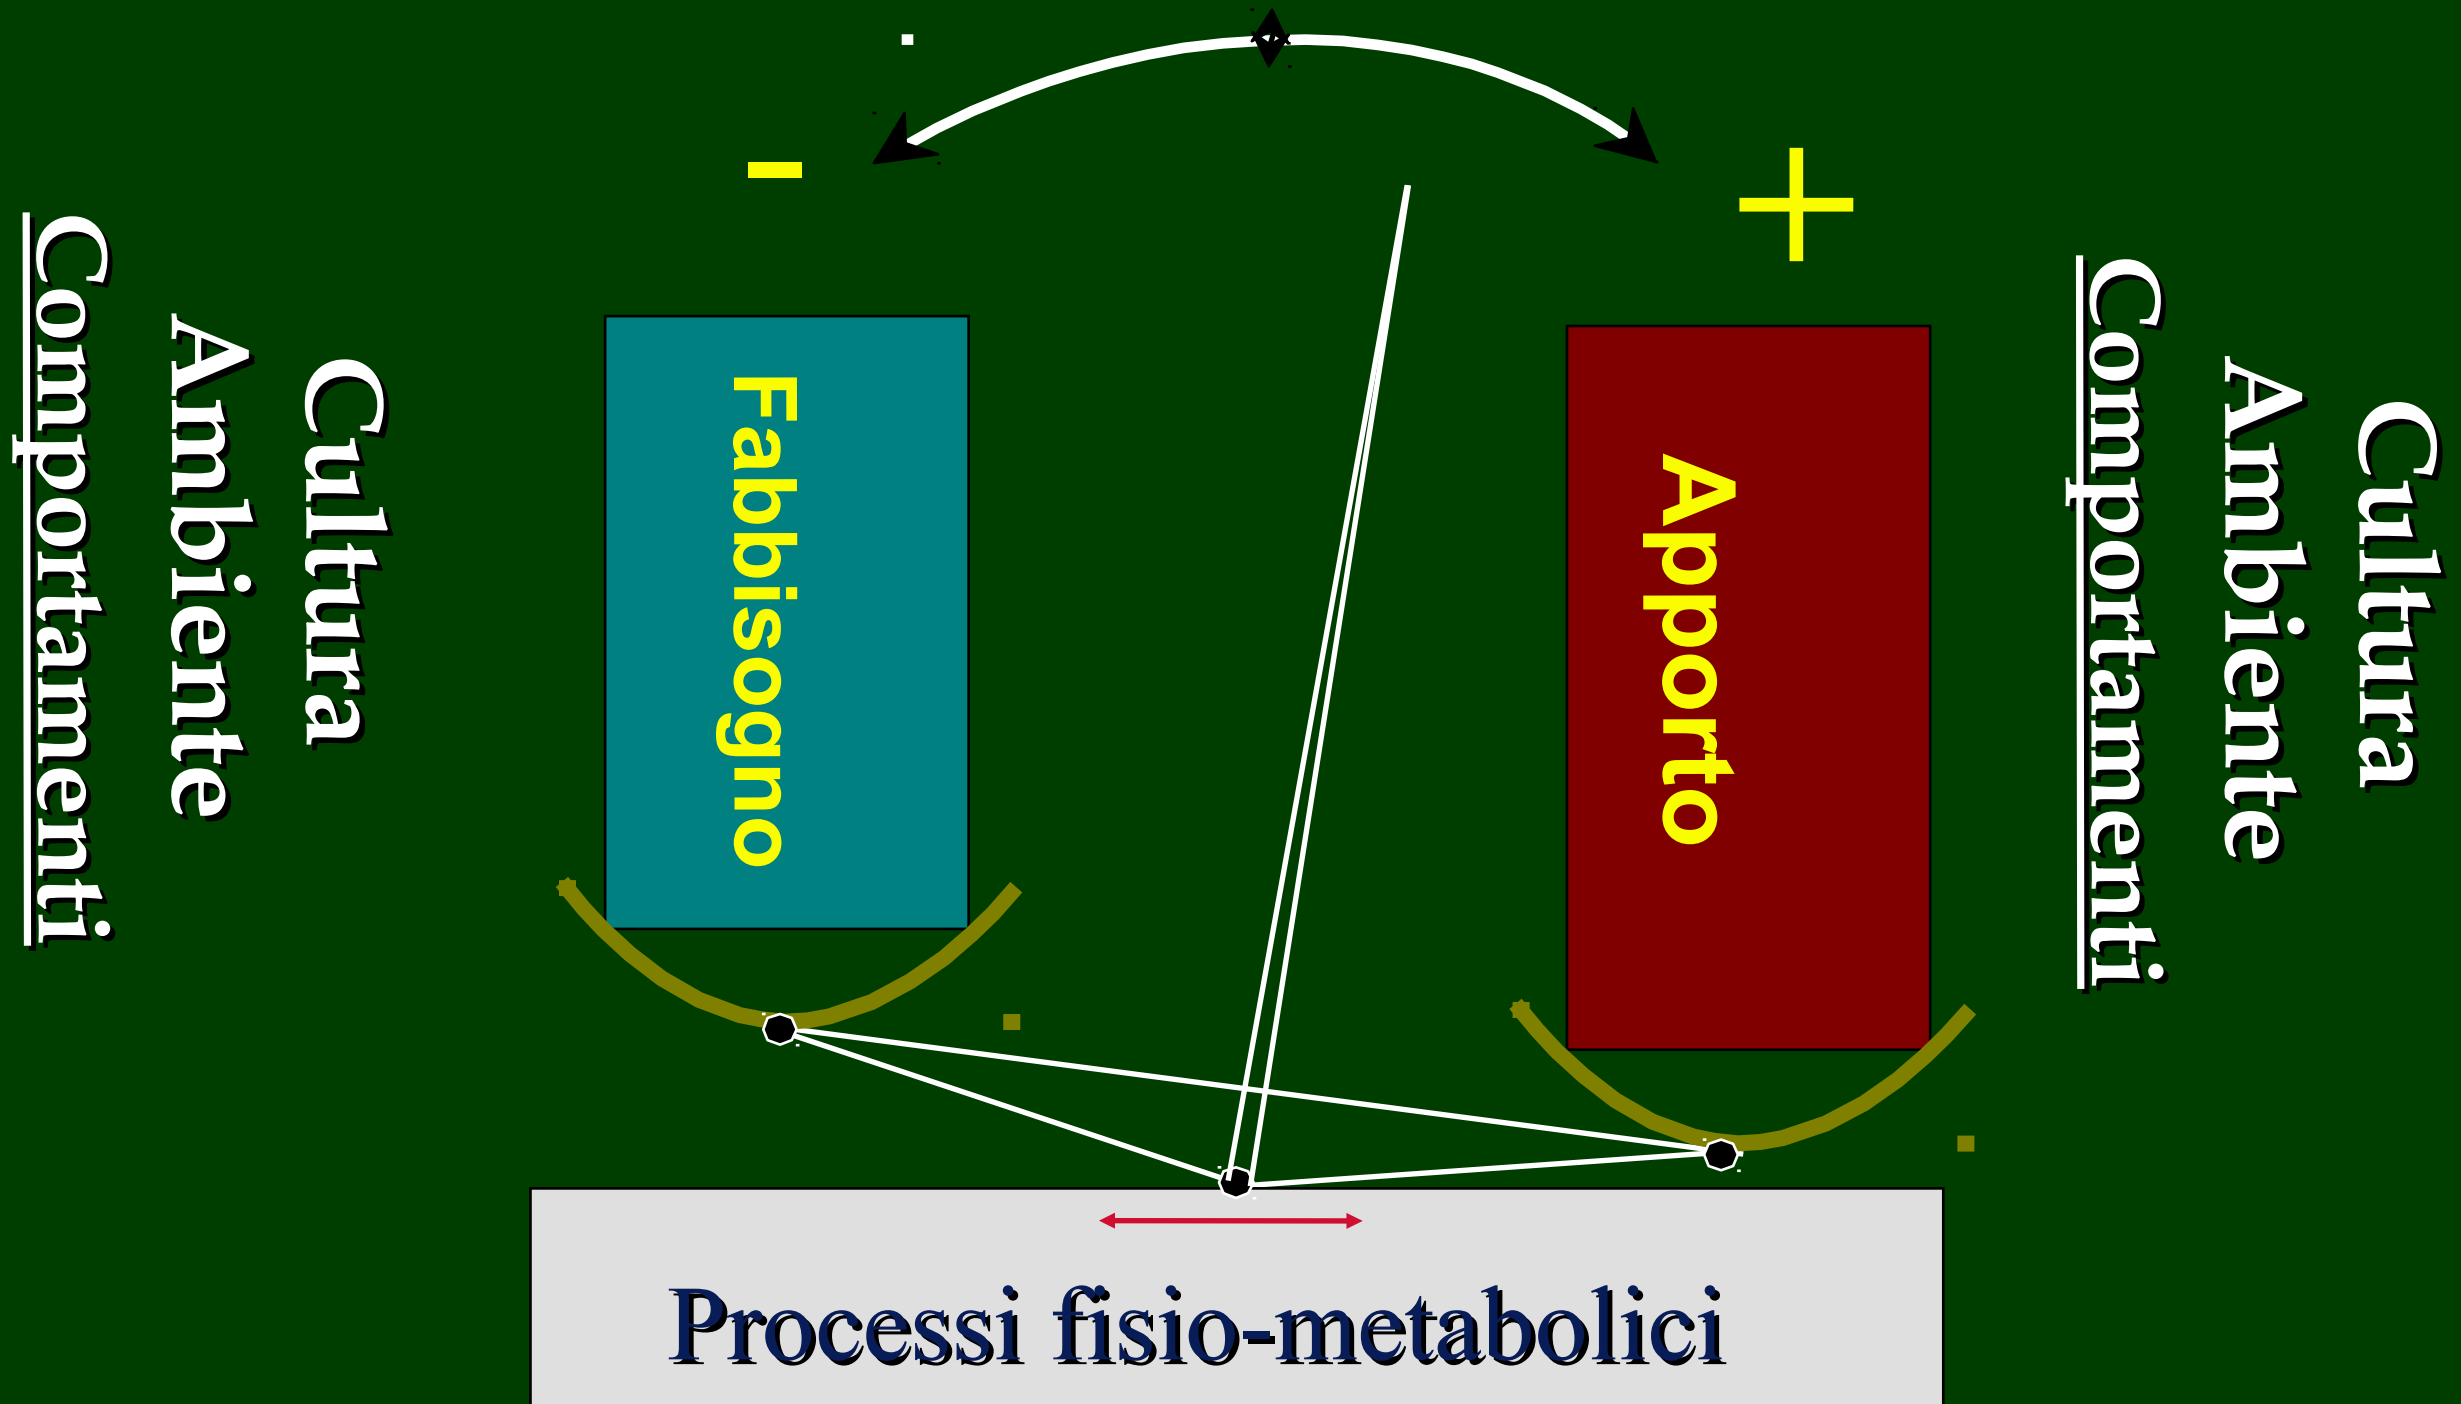 -
+
Cultura
Ambiente
Comportamenti
Fabbisogno
Apporto
Cultura
Ambiente
Comportamenti
Processi fisio-metabolici